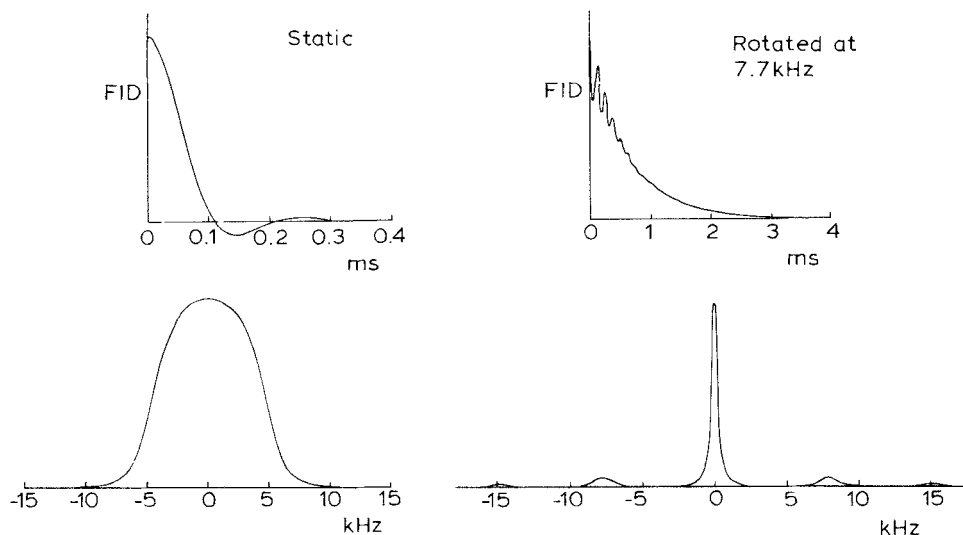 Static
FID
0 0.1 0.2 0.3 0.4
ms
Rotated at
7.7kHz
FID
0 1 2 3 4
ms
-15 -10 -5 0 5 10 15
kHz
-10 -5 0 5 10 15
-15
kHz